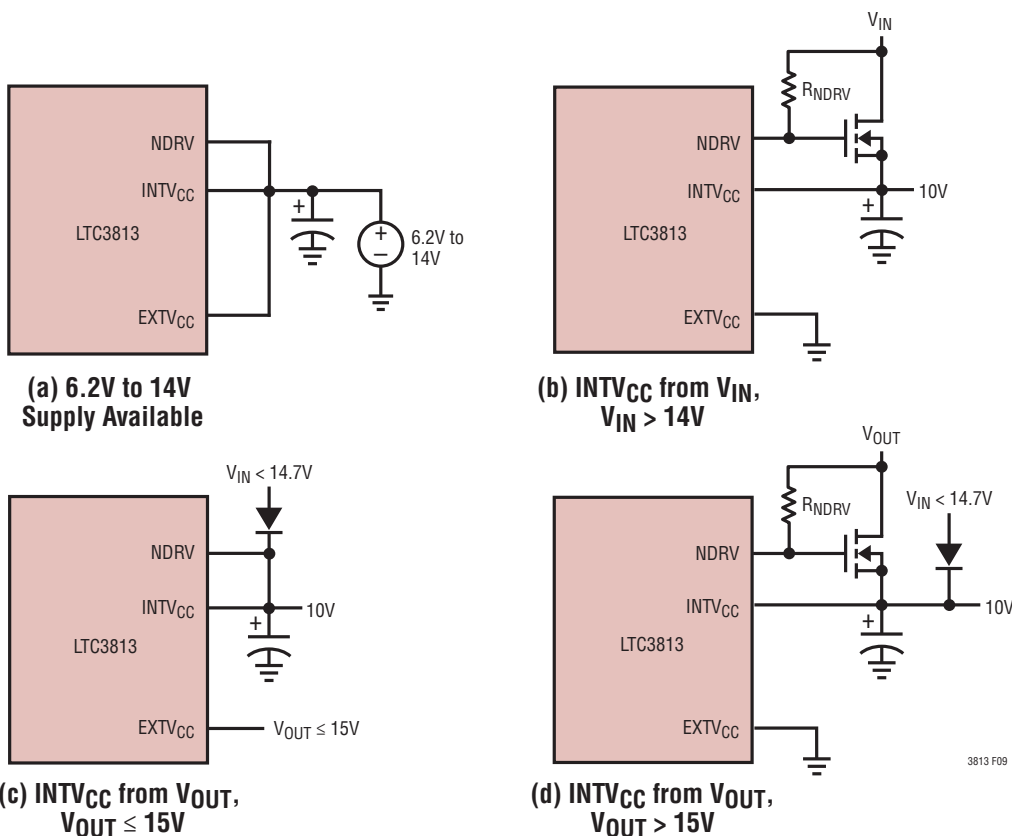 NDRV
INTVCC
LTC3813
EXTVCC
+
+
−
6.2V to
14V
(a) 6.2V to 14V
Supply Available
VIN
RNDRV
NDRV
INTVCC
10V
+
LTC3813
EXTVCC
(b) INTVCC from VIN,
VIN > 14V
VIN < 14.7V
NDRV
INTVCC
10V
+
LTC3813
EXTVCC
VOUT ≤ 15V
(c) INTVCC from VOUT,
VOUT ≤ 15V
VOUT
RNDRV
VIN < 14.7V
NDRV
INTVCC
10V
+
LTC3813
EXTVCC
3813 F09
(d) INTVCC from VOUT,
VOUT > 15V